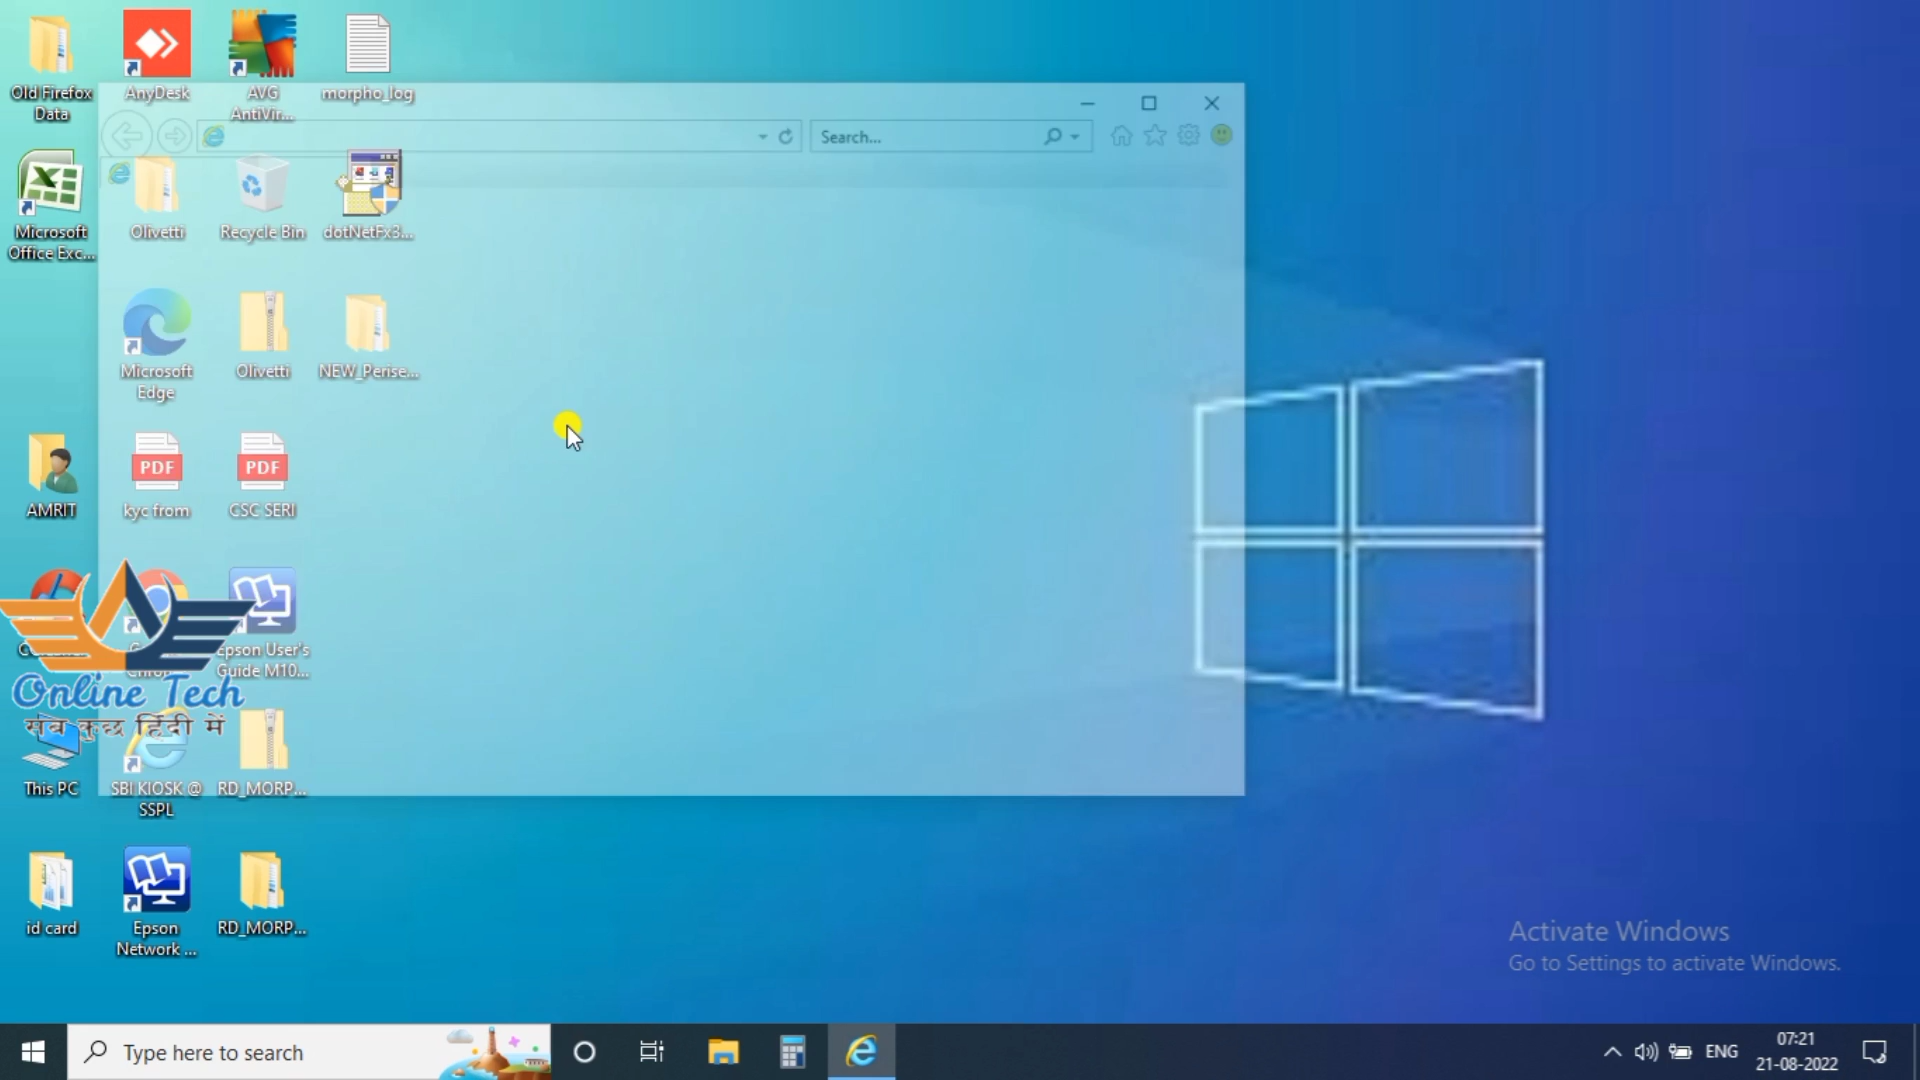 Old Firefox
Data
AnyDesk
AVG
AntiVir...
morpho_log
Search...
Microsoft
Office Exc...
Olivetti
Recycle Bin
dotNetFx3...
Microsoft
Edge
Olivetti
NEW_Perise...
AMRIT
PDF
kyc from
PDF
CSC SERI
Epson User's
Guide M10...
Online Tech
सब कुछ हिंदी में
This PC
SBI KIOSK @
SSPL
RD_MORP...
id card
Epson
Network ...
RD_MORP...
Activate Windows
Go to Settings to activate Windows.
Type here to search
ENG
07:21
21-08-2022